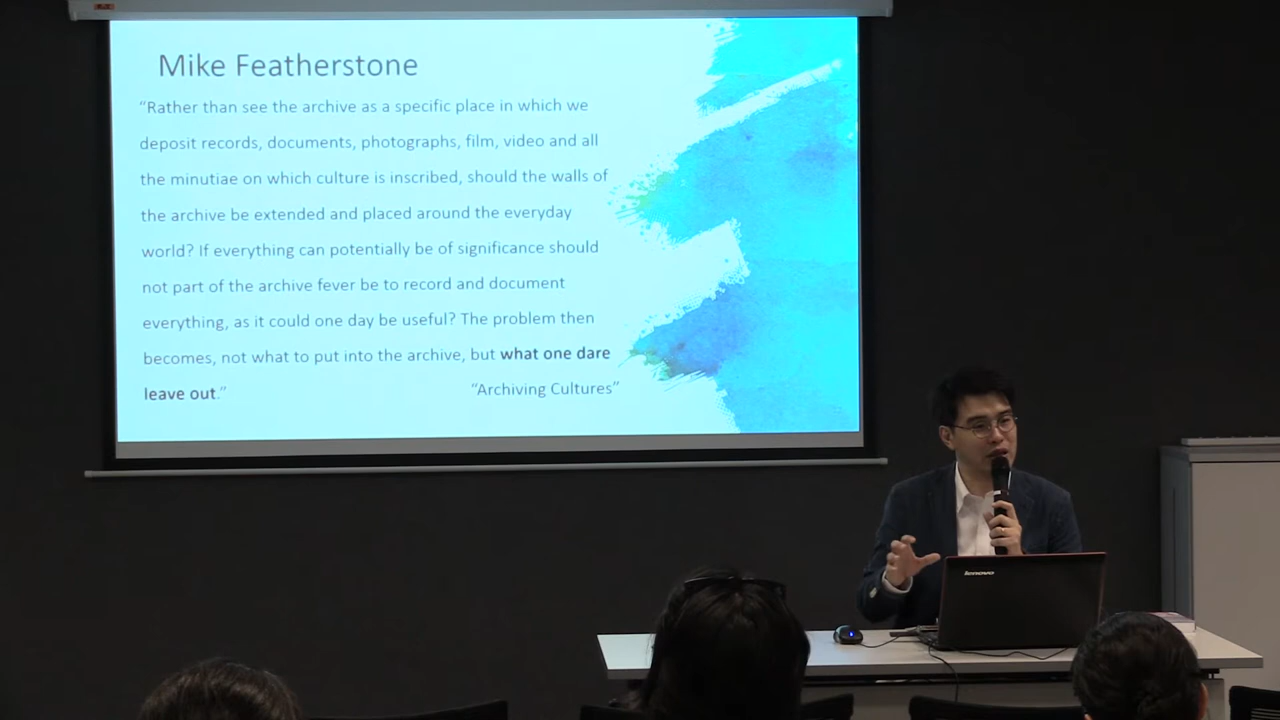 Mike Featherstone
“Rather than see the archive as a specific place in which we
deposit records, documents, photographs, film, video and all
the minutiae on which culture is inscribed, should the walls of
the archive be extended and placed around the everyday
world? If everything can potentially be of significance should
not part of the archive fever be to record and document
everything, as it could one day be useful? The problem then
becomes, not what to put into the archive, but what one dare
leave out.”
“Archiving Cultures”
lenovo